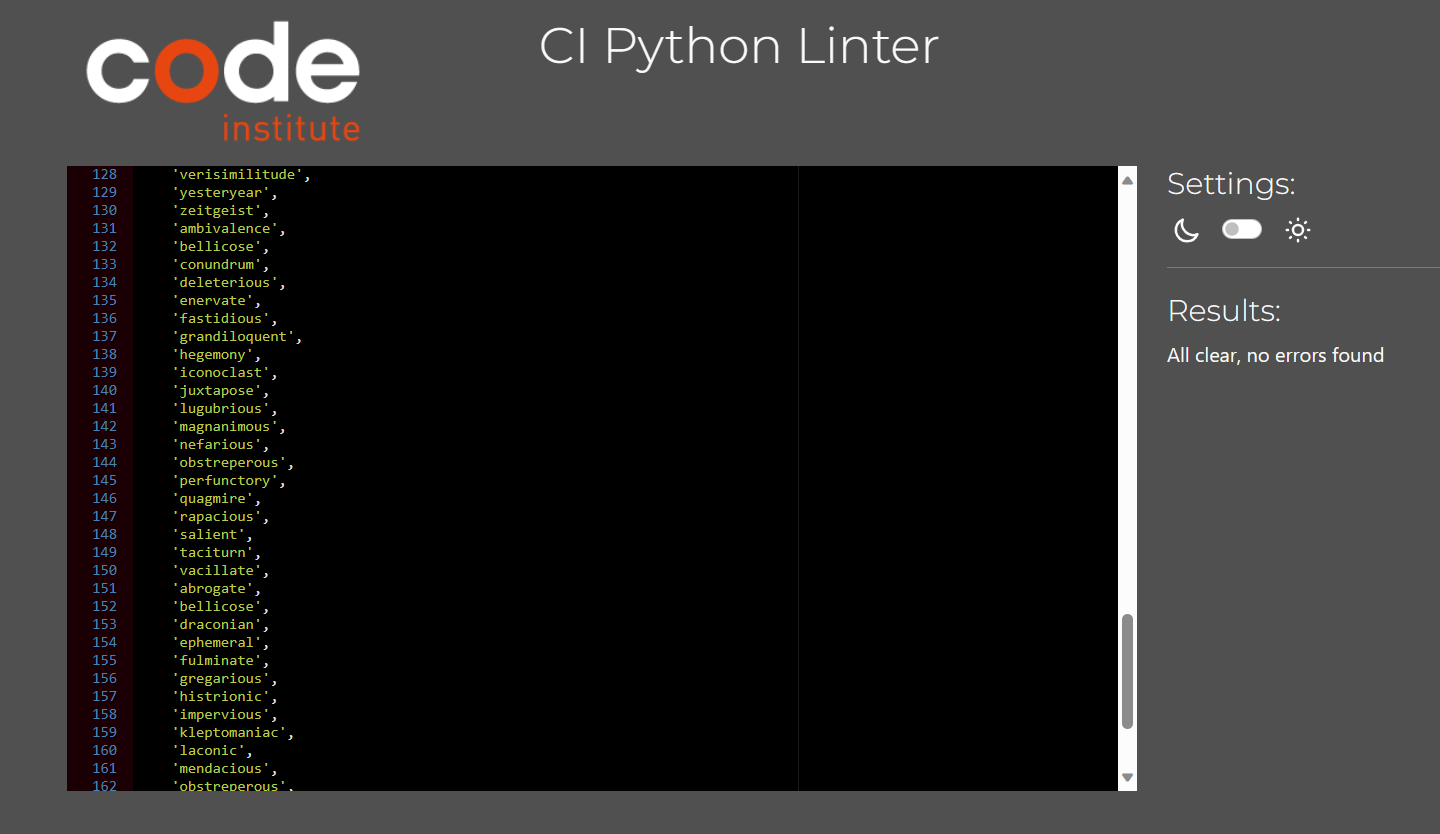 code
institute
CI Python Linter
128 'verisimilitude',
129 'yesteryear',
130 'zeitgeist',
131 'ambivalence',
132 'bellicose',
133 'conundrum',
134 'deleterious',
135 'enervate',
136 'fastidious',
137 'grandiloquent',
138 'hegemony',
139 'iconoclast',
140 'juxtapose',
141 'lugubrious',
142 'magnanimous',
143 'nefarious',
144 'obstreperous',
145 'perfunctory',
146 'quagmire',
147 'rapacious',
148 'salient',
149 'taciturn',
150 'vacillate',
151 'abrogate',
152 'bellicose',
153 'draconian',
154 'ephemeral',
155 'fulminate',
156 'gregarious',
157 'histrionic',
158 'impervious',
159 'kleptomaniac',
160 'laconic',
161 'mendacious',
162 'obstreperous',
Settings:
Results:
All clear, no errors found